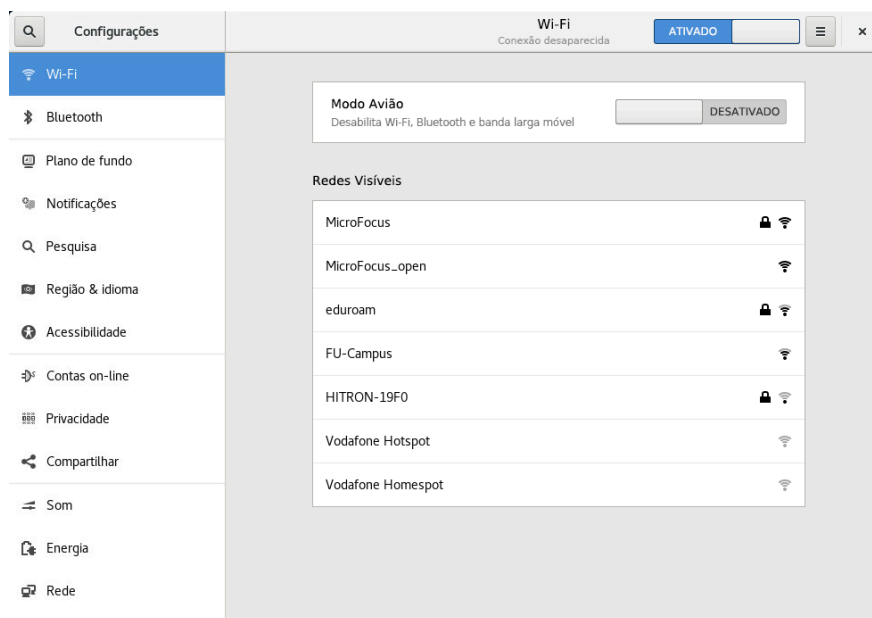 Configurações
Wi-Fi
Conexão desaparecida
ATIVADO
Wi-Fi
Bluetooth
Plano de fundo
Notificações
Pesquisa
Região & idioma
Acessibilidade
Contas on-line
Privacidade
Compartilhar
Som
Energia
Rede
Modo Avião
Desabilita Wi-Fi, Bluetooth e banda larga móvel
DESATIVADO
Redes Visíveis
MicroFocus
MicroFocus_open
eduroam
FU-Campus
HITRON-19F0
Vodafone Hotspot
Vodafone Homespot